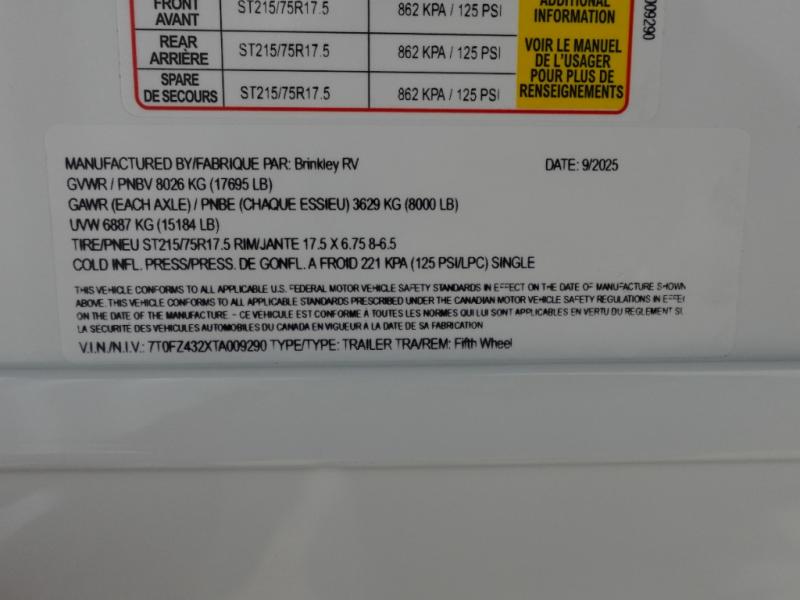 FRONT ST215/75R17.5 862 KPA / 125 PSI
AVANT
REAR ST215/75R17.5 862 KPA / 125 PSI
ARRIÈRE
SPARE ST215/75R17.5 862 KPA / 125 PSI
DE SECOURS
ADDITIONAL
INFORMATION
VOIR LE MANUEL
DE L'USAGER
POUR PLUS DE
RENSEIGNEMENTS
009290
MANUFACTURED BY/FABRIQUE PAR: Brinkley RV DATE: 9/2025
GVWR / PNBV 8026 KG (17695 LB)
GAWR (EACH AXLE) / PNBE (CHAQUE ESSIEU) 3629 KG (8000 LB)
UVW 6887 KG (15184 LB)
TIRE/PNEU ST215/75R17.5 RIM/JANTE 17.5 X 6.75 8-6.5
COLD INFL. PRESS/PRESS. DE GONFL. A FROID 221 KPA (125 PSI/LPC) SINGLE
THIS VEHICLE CONFORMS TO ALL APPLICABLE U.S. FEDERAL MOTOR VEHICLE SAFETY STANDARDS IN EFFECT ON THE DATE OF MANUFACTURE SHOWN
ABOVE. THIS VEHICLE CONFORMS TO ALL APPLICABLE STANDARDS PRESCRIBED UNDER THE CANADIAN MOTOR VEHICLE SAFETY REGULATIONS IN EFFE
ON THE DATE OF THE MANUFACTURE - CE VEHICULE EST CONFORME A TOUTES LES NORMES QUI LUI SONT APPLICABLES EN VERTU DU REGLEMENT SU
LA SECURITE DES VEHICULES AUTOMOBILES DU CANADA EN VIGUEUR A LA DATE DE SA FABRICATION
V.I.N./N.I.V.: 7T0FZ432XTA009290 TYPE/TYPE: TRAILER TRA/REM: Fifth Wheel